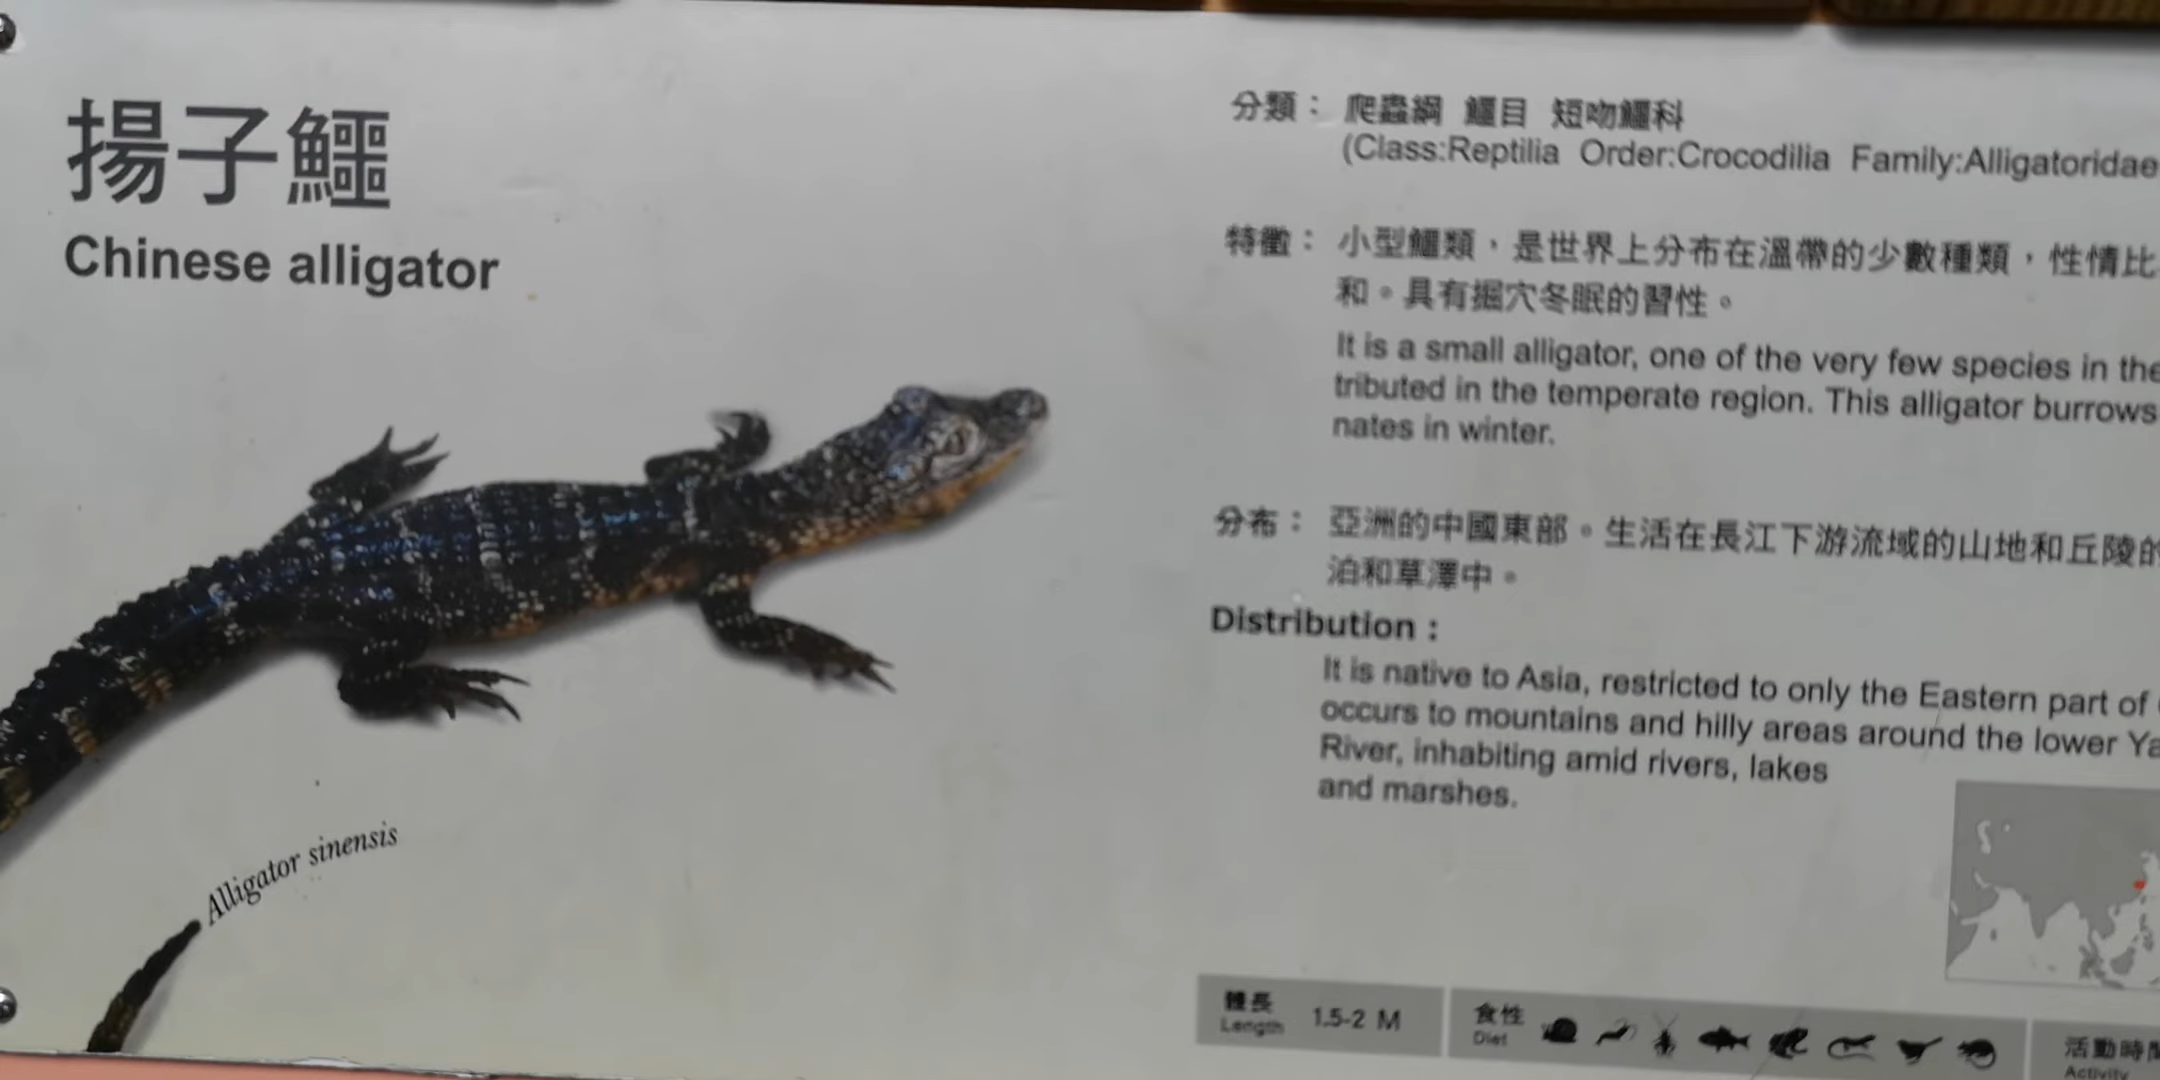 揚子鱷
Chinese alligator
Alligator sinensis
分類： 爬蟲綱 鱷目 短吻鱷科
(Class:Reptilia Order:Crocodilia Family:Alligatoridae
特徵： 小型鱷類，是世界上分布在溫帶的少數種類，性情比
和。具有掘穴冬眠的習性。
It is a small alligator, one of the very few species in the
tributed in the temperate region. This alligator burrows
nates in winter.
分布： 亞洲的中國東部。生活在長江下游流域的山地和丘陵的
泊和草澤中。
Distribution :
It is native to Asia, restricted to only the Eastern part of
occurs to mountains and hilly areas around the lower Ya
River, inhabiting amid rivers, lakes
and marshes.
體長 1.5-2 M
Length
食性
Diet
活動時間
Activity